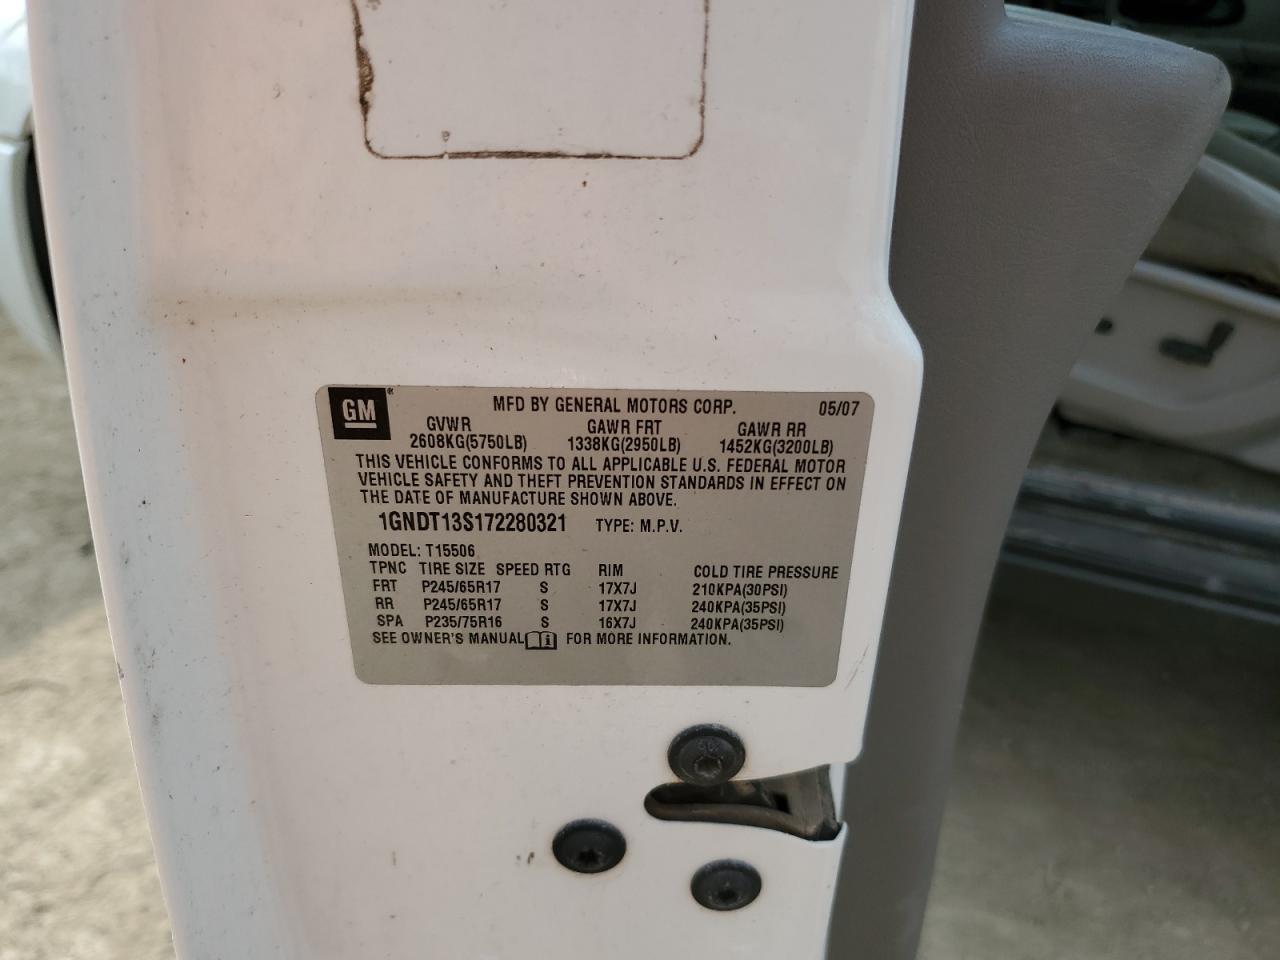 GM® MFD BY GENERAL MOTORS CORP. 05/07
GVWR GAWR FRT GAWR RR
2608KG(5750LB) 1338KG(2950LB) 1452KG(3200LB)
THIS VEHICLE CONFORMS TO ALL APPLICABLE U.S. FEDERAL MOTOR
VEHICLE SAFETY AND THEFT PREVENTION STANDARDS IN EFFECT ON
THE DATE OF MANUFACTURE SHOWN ABOVE.
1GNDT13S172280321 TYPE: M.P.V.
MODEL: T15506
TPNC TIRE SIZE SPEED RTG RIM COLD TIRE PRESSURE
FRT P245/65R17 S 17X7J 210KPA(30PSI)
RR P245/65R17 S 17X7J 240KPA(35PSI)
SPA P235/75R16 S 16X7J 240KPA(35PSI)
SEE OWNER'S MANUAL i FOR MORE INFORMATION.